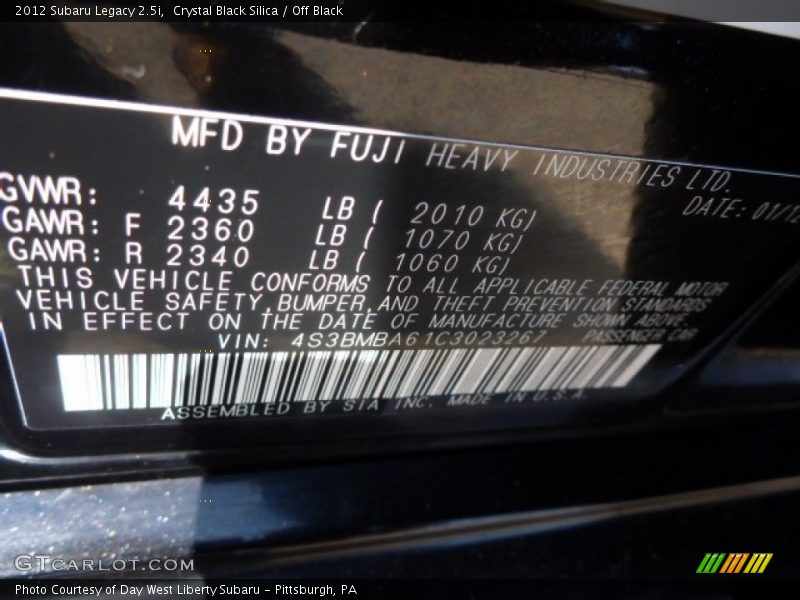 2012 Subaru Legacy 2.5i, Crystal Black Silica / Off Black
MFD BY FUJI HEAVY INDUSTRIES LTD.
GVWR: 4435 LB ( 2010 KG) DATE: 01/12
GAWR: F 2360 LB ( 1070 KG)
GAWR: R 2340 LB ( 1060 KG)
THIS VEHICLE CONFORMS TO ALL APPLICABLE FEDERAL MOTOR
VEHICLE SAFETY, BUMPER, AND THEFT PREVENTION STANDARDS
IN EFFECT ON THE DATE OF MANUFACTURE SHOWN ABOVE.
VIN: 4S3BMBA61C3023267 PASSENGER CAR
ASSEMBLED BY SIA INC. MADE IN U.S.A.
GTCARLOT.COM
Photo Courtesy of Day West Liberty Subaru - Pittsburgh, PA